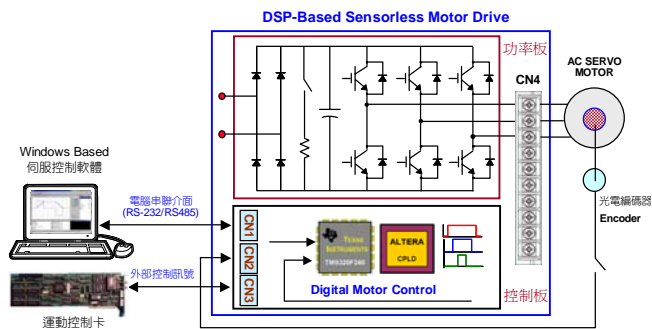 DSP-Based Sensorless Motor Drive
功率板
CN4
AC SERVO
MOTOR
Windows Based
伺服控制軟體
電腦串聯介面
(RS-232/RS485)
CN1
CN2
CN3
TEXAS
INSTRUMENTS
TMS320F240
ALTERA
CPLD
光電編碼器
Encoder
外部控制訊號
Digital Motor Control
控制板
運動控制卡